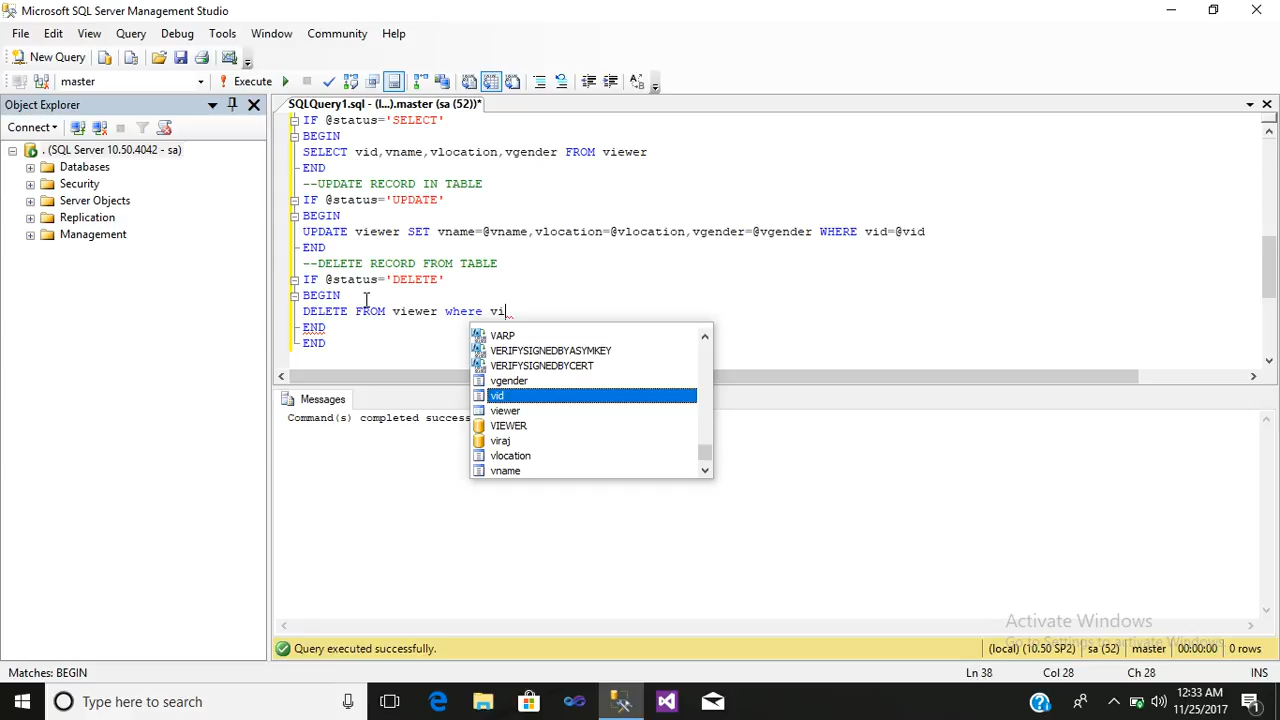 Microsoft SQL Server Management Studio
File Edit View Query Debug Tools Window Community Help
New Query
master Execute
Object Explorer
SQLQuery1.sql - (l...).master (sa (52))*
Connect
. (SQL Server 10.50.4042 - sa)
Databases
Security
Server Objects
Replication
Management
IF @status='SELECT'
BEGIN
SELECT vid,vname,vlocation,vgender FROM viewer
END
--UPDATE RECORD IN TABLE
IF @status='UPDATE'
BEGIN
UPDATE viewer SET vname=@vname,vlocation=@vlocation,vgender=@vgender WHERE vid=@vid
END
--DELETE RECORD FROM TABLE
IF @status='DELETE'
BEGIN
DELETE FROM viewer where vi
END
END
VARP
VERIFYSIGNEDBYASYMKEY
VERIFYSIGNEDBYCERT
vgender
vid
viewer
VIEWER
viraj
vlocation
vname
Messages
Command(s) completed success
Activate Windows
Go to Settings to activate Windows.
Query executed successfully. (local) (10.50 SP2) sa (52) master 00:00:00 0 rows
Matches: BEGIN Ln 38 Col 28 Ch 28 INS
Type here to search
12:33 AM
11/25/2017
1